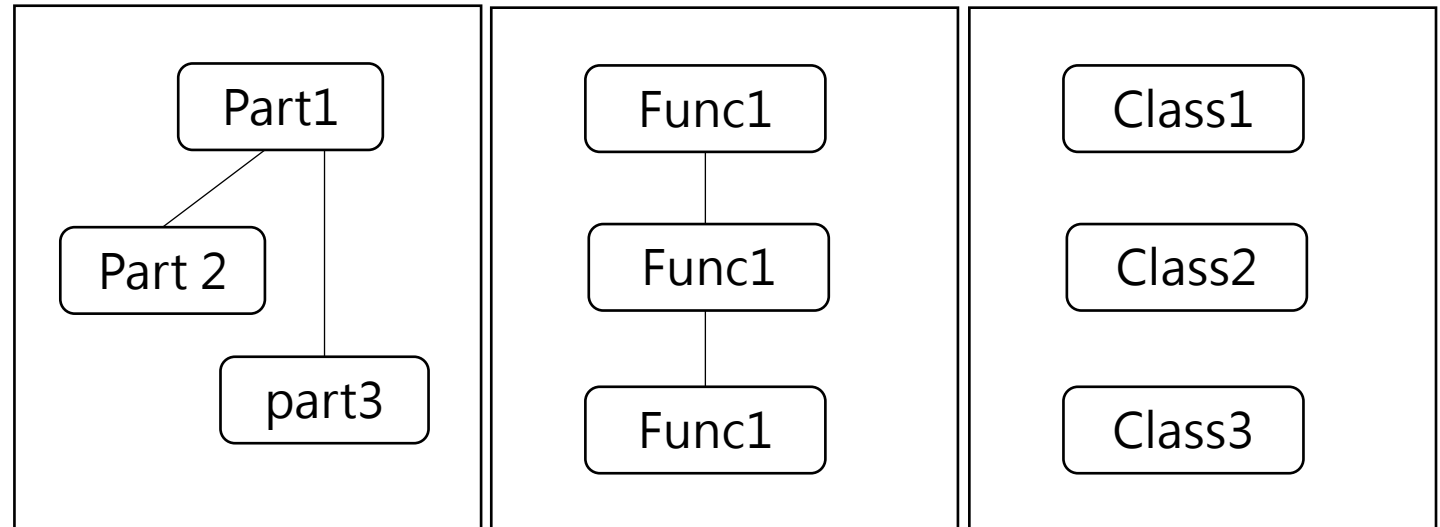 Part1
Part 2
part3
Func1
Func1
Func1
Class1
Class2
Class3